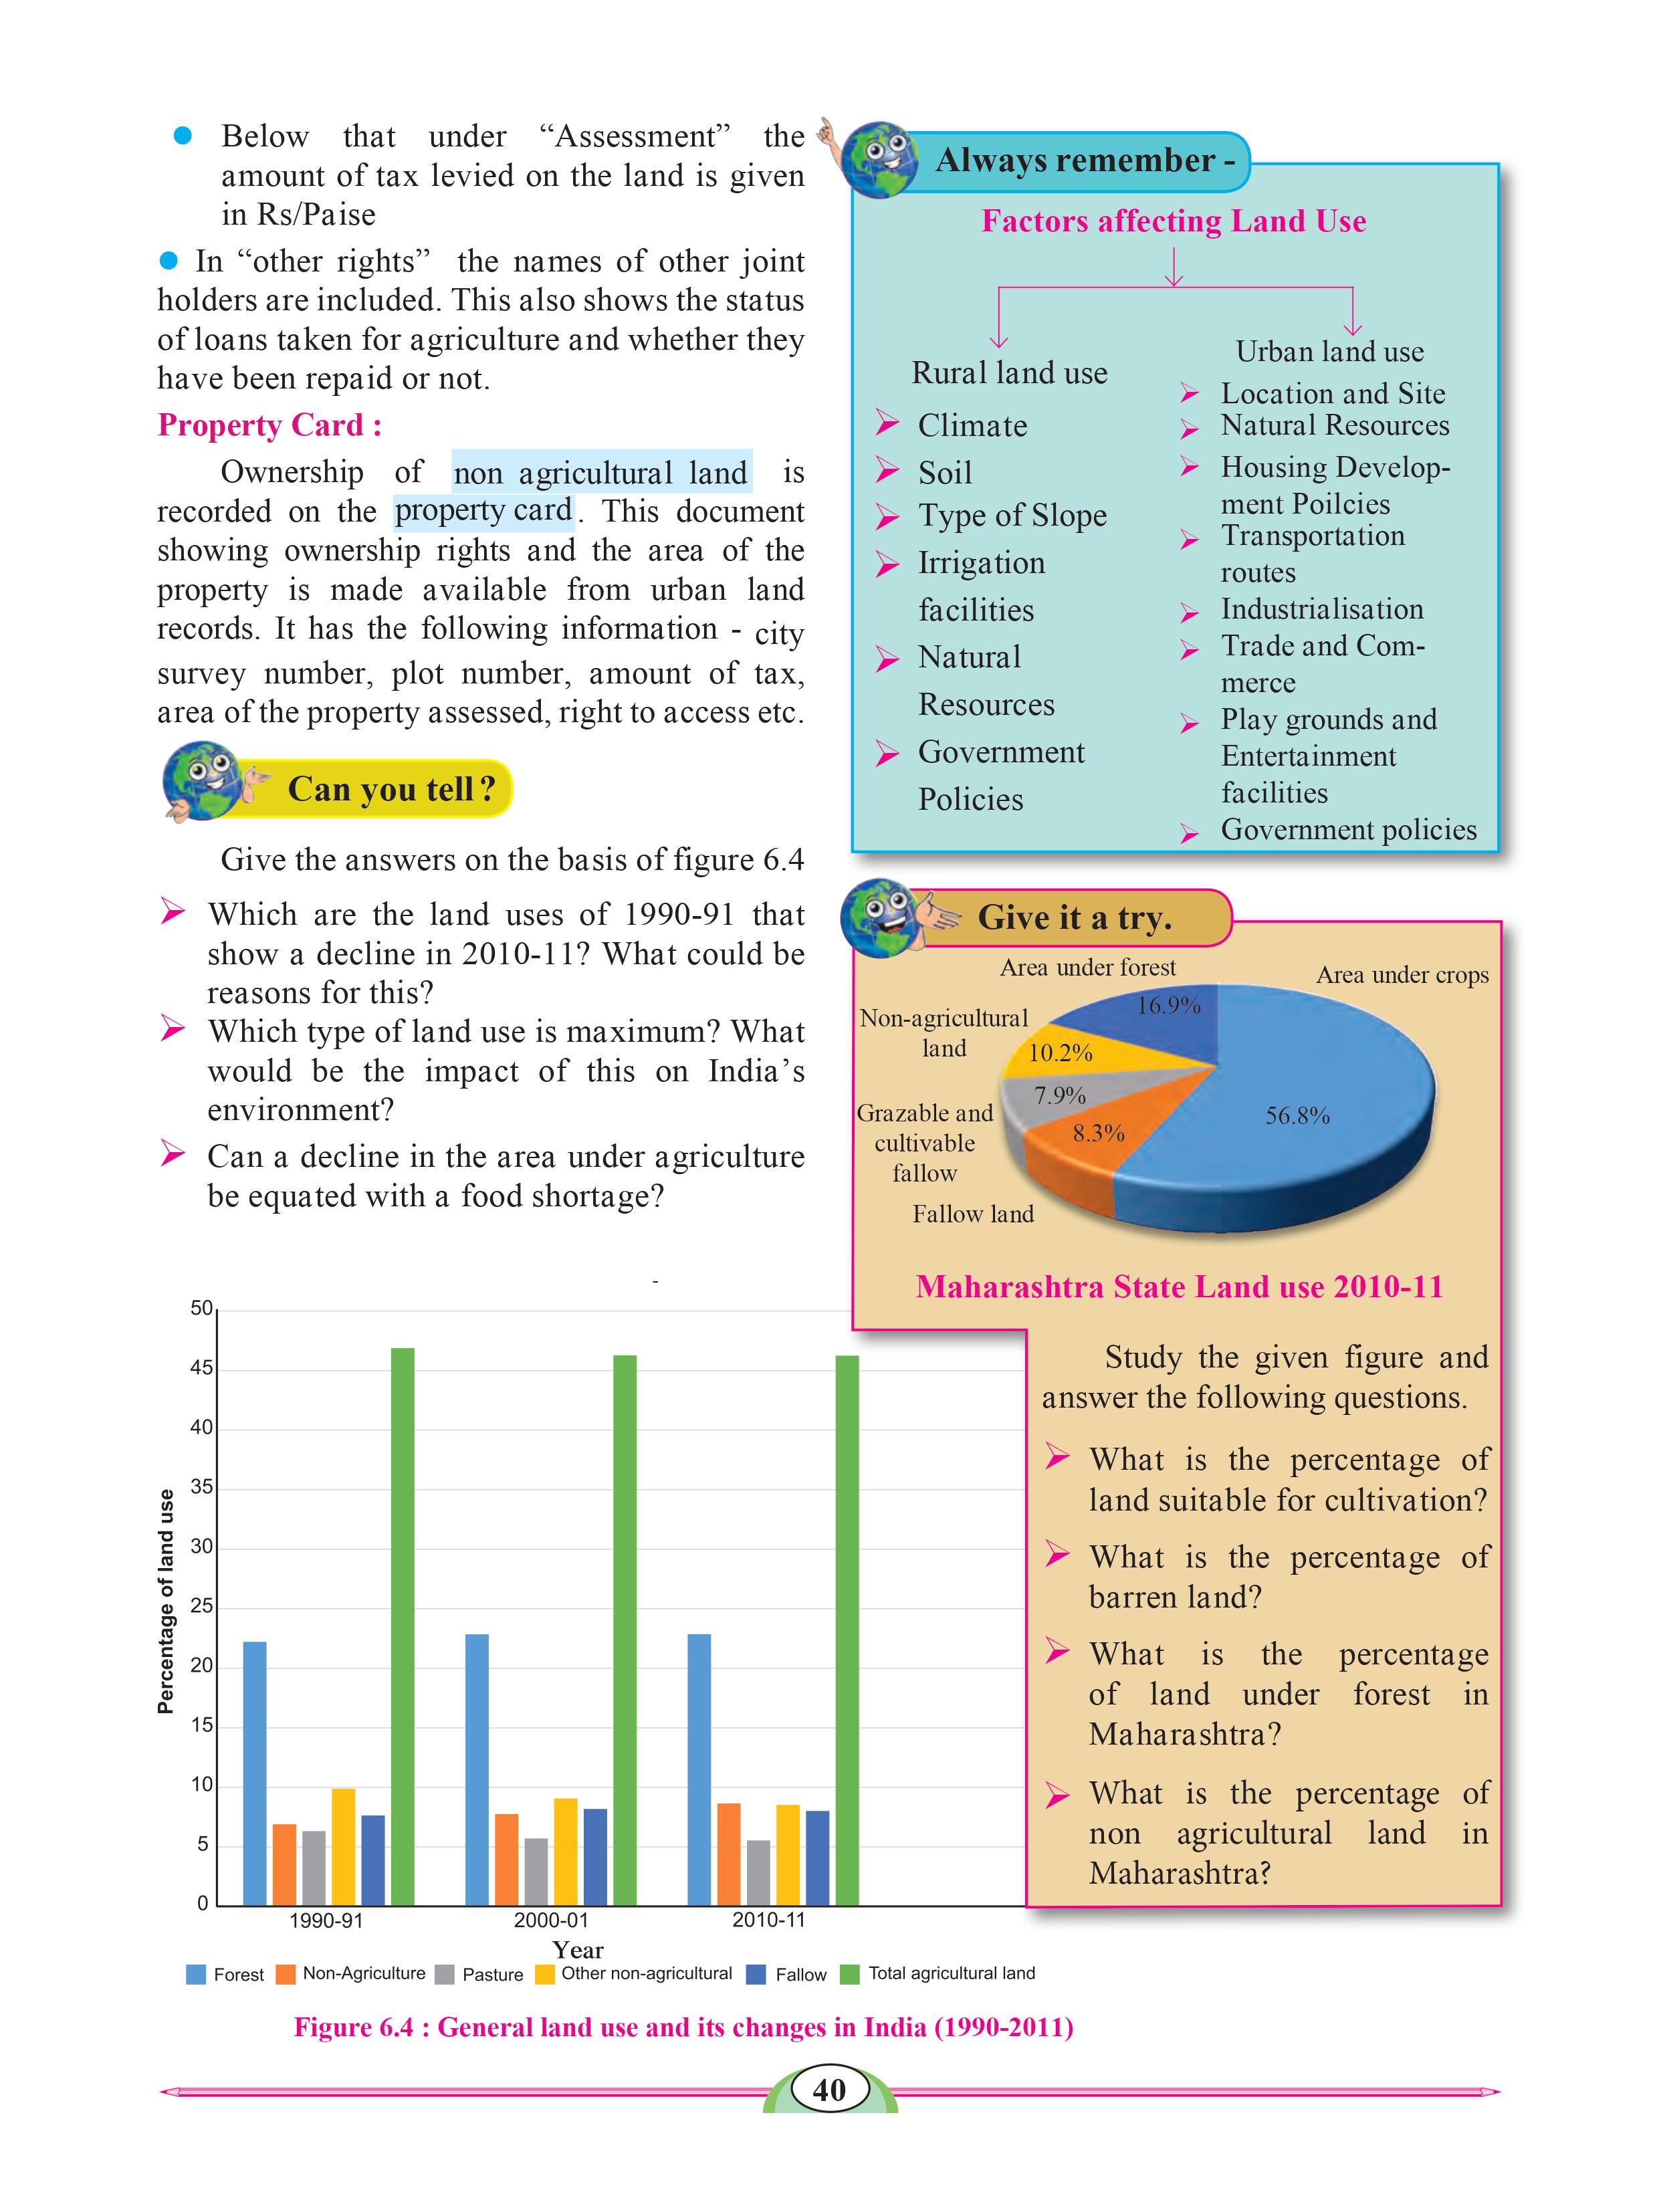 Below that under “Assessment” the
amount of tax levied on the land is given
in Rs/Paise
In “other rights” the names of other joint
holders are included. This also shows the status
of loans taken for agriculture and whether they
have been repaid or not.
Property Card :
Ownership of non agricultural land is
recorded on the property card. This document
showing ownership rights and the area of the
property is made available from urban land
records. It has the following information - city
survey number, plot number, amount of tax,
area of the property assessed, right to access etc.
Can you tell ?
Give the answers on the basis of figure 6.4
Which are the land uses of 1990-91 that
show a decline in 2010-11? What could be
reasons for this?
Which type of land use is maximum? What
would be the impact of this on India’s
environment?
Can a decline in the area under agriculture
be equated with a food shortage?
Always remember -
Factors affecting Land Use
Rural land use
Climate
Soil
Type of Slope
Irrigation
facilities
Natural
Resources
Government
Policies
Urban land use
Location and Site
Natural Resources
Housing Develop-
ment Poilcies
Transportation
routes
Industrialisation
Trade and Com-
merce
Play grounds and
Entertainment
facilities
Government policies
Give it a try.
Area under forest
Area under crops
16.9%
Non-agricultural
land
10.2%
7.9%
56.8%
Grazable and
cultivable
fallow
8.3%
Fallow land
Maharashtra State Land use 2010-11
Study the given figure and
answer the following questions.
What is the percentage of
land suitable for cultivation?
What is the percentage of
barren land?
What is the percentage
of land under forest in
Maharashtra?
What is the percentage of
non agricultural land in
Maharashtra?
-
50
45
40
35
30
25
20
15
10
5
0
Percentage of land use
1990-91 2000-01 2010-11
Year
Forest Non-Agriculture Pasture Other non-agricultural Fallow Total agricultural land
Figure 6.4 : General land use and its changes in India (1990-2011)
40